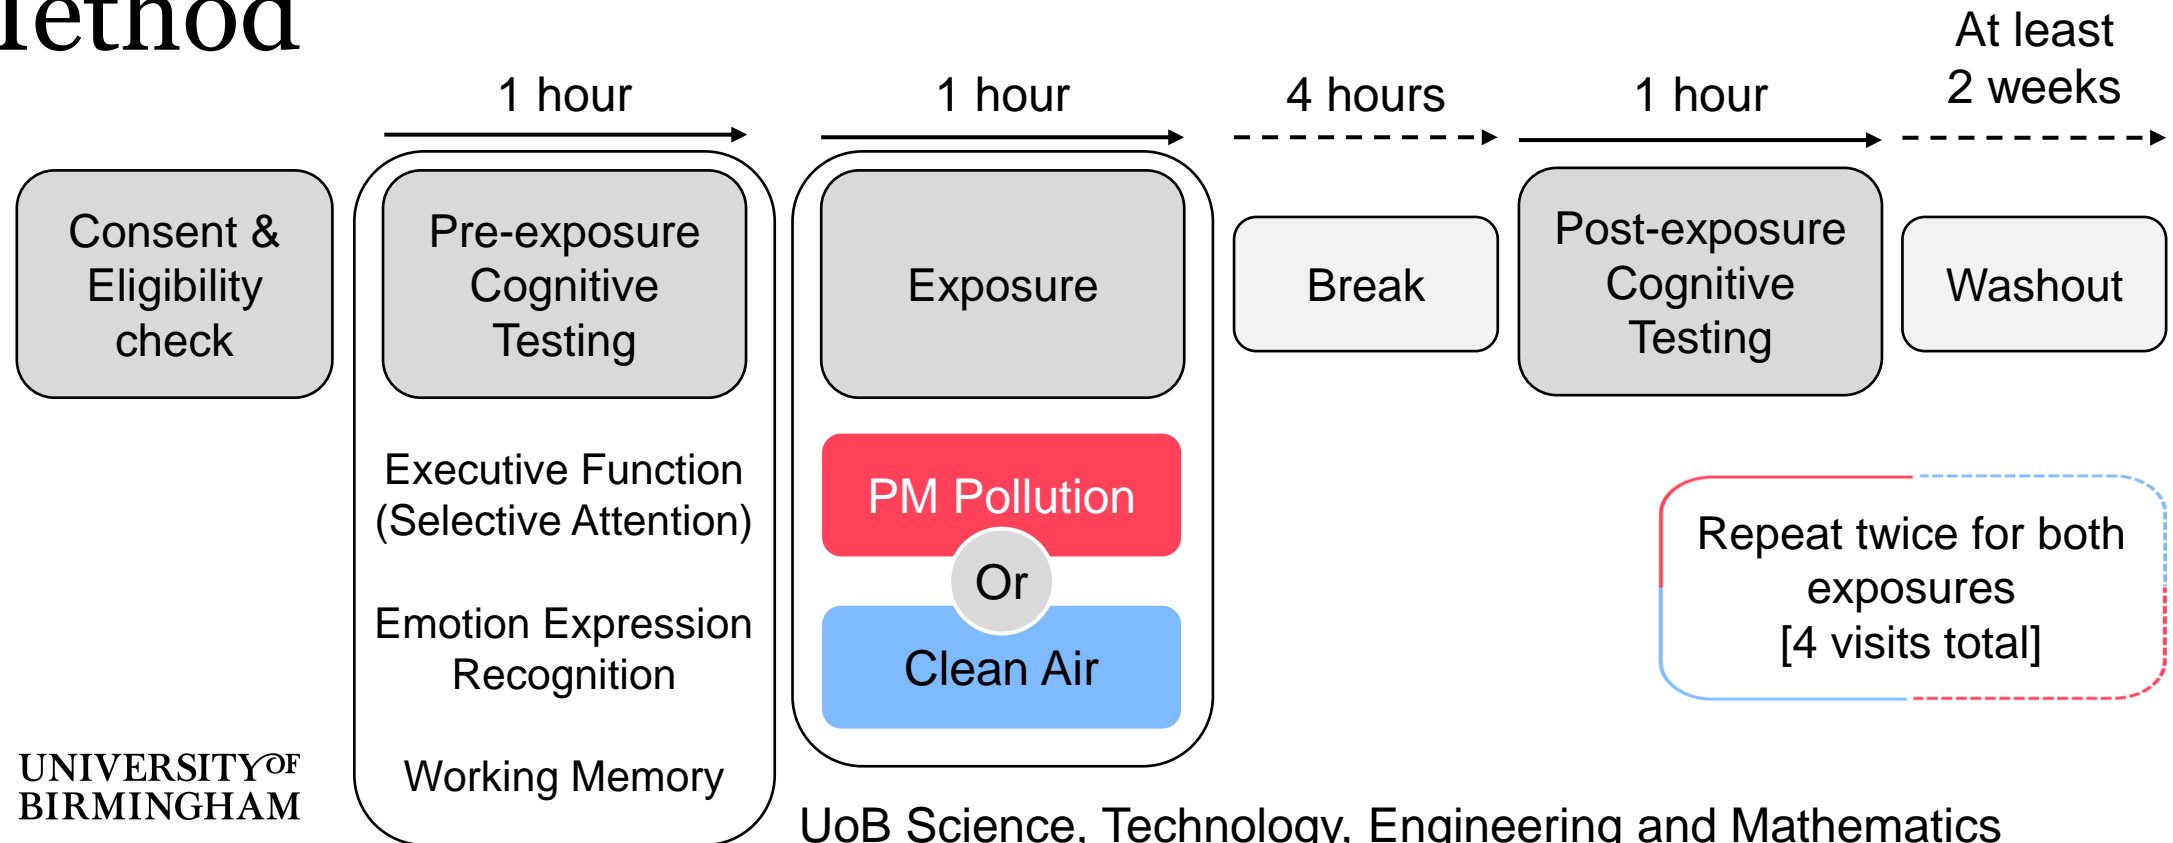 Method
1 hour
1 hour
4 hours
1 hour
At least
2 weeks
Consent &
Eligibility
check
Pre-exposure
Cognitive
Testing
Exposure
Break
Post-exposure
Cognitive
Testing
Washout
Executive Function
(Selective Attention)
Emotion Expression
Recognition
Working Memory
PM Pollution
Or
Clean Air
Repeat twice for both
exposures
[4 visits total]
UNIVERSITY OF
BIRMINGHAM
UoB Science, Technology, Engineering and Mathematics